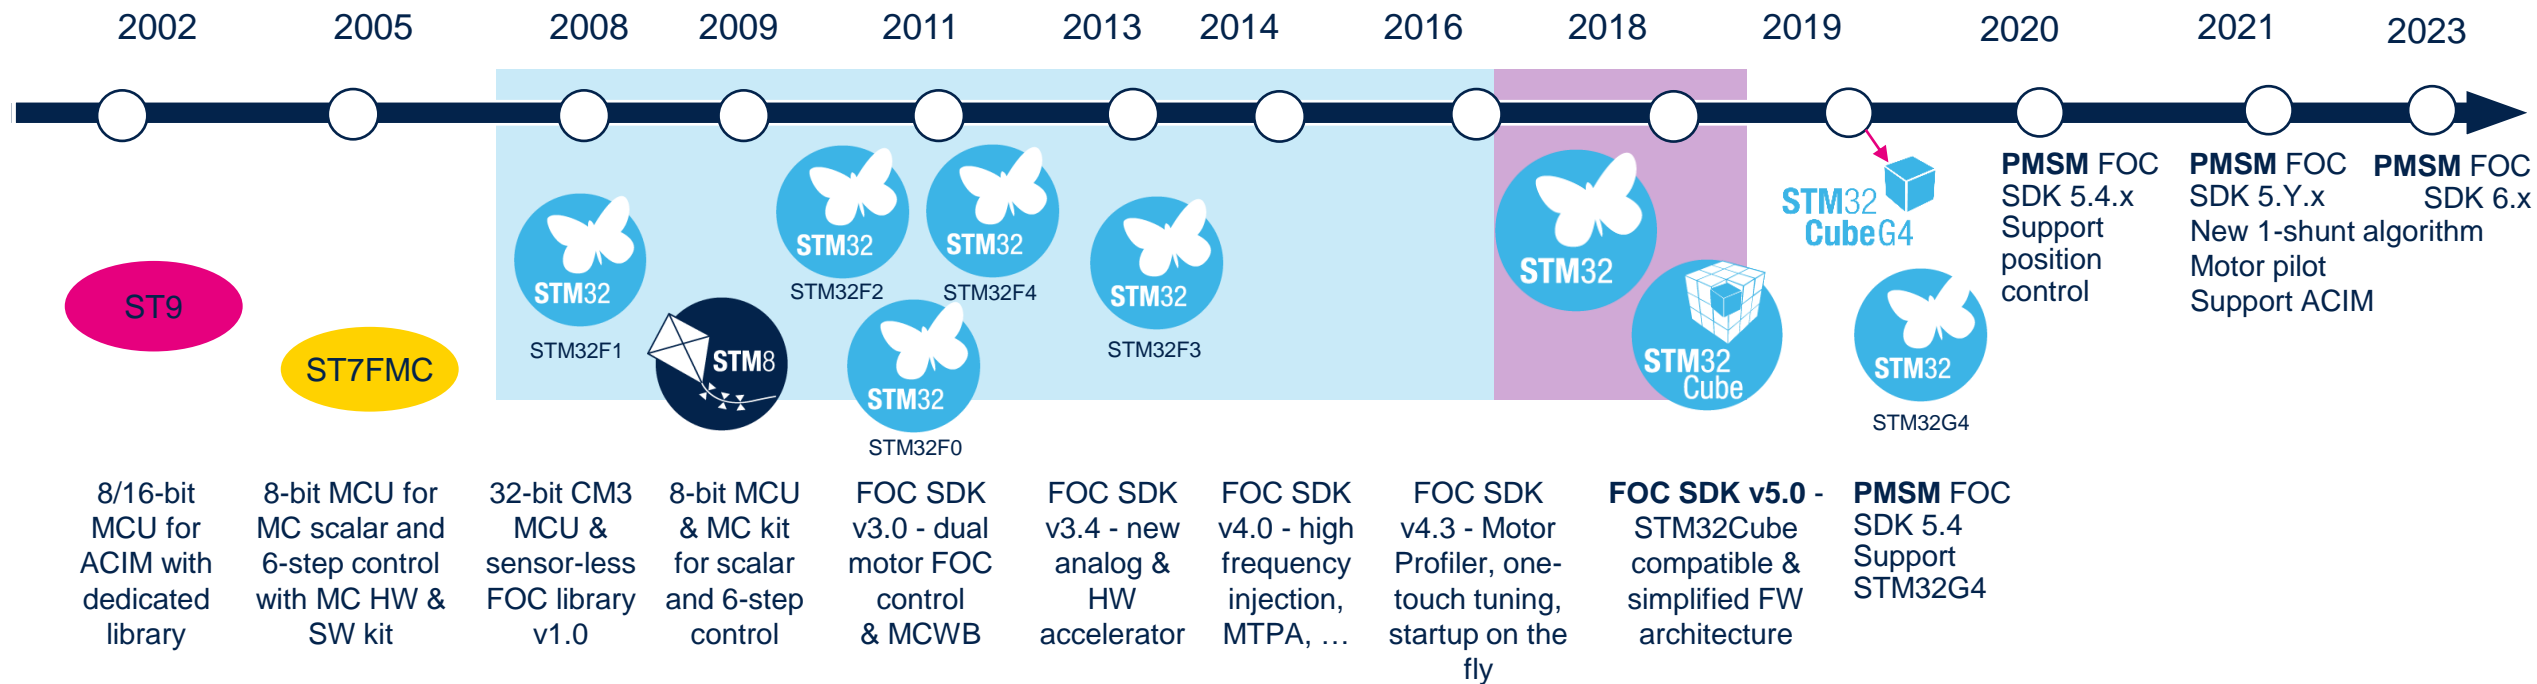 2002
2005
2008
2009
2011
2013
2014
2016
2018
2019
2020
2021
2023
ST9
ST7FMC
STM32
STM32F1
STM8
STM32
STM32F2
STM32
STM32F4
STM32
STM32F0
STM32
STM32F3
STM32
STM32
Cube
STM32
CubeG4
STM32
STM32G4
PMSM FOC
SDK 5.4.x
Support
position
control
PMSM FOC
SDK 5.Y.x
New 1-shunt algorithm
Motor pilot
Support ACIM
PMSM FOC
SDK 6.x
8/16-bit
MCU for
ACIM with
dedicated
library
8-bit MCU for
MC scalar and
6-step control
with MC HW &
SW kit
32-bit CM3
MCU &
sensor-less
FOC library
v1.0
8-bit MCU
& MC kit
for scalar
and 6-step
control
FOC SDK
v3.0 - dual
motor FOC
control
& MCWB
FOC SDK
v3.4 - new
analog &
HW
accelerator
FOC SDK
v4.0 - high
frequency
injection,
MTPA, …
FOC SDK
v4.3 - Motor
Profiler, one-
touch tuning,
startup on the
fly
FOC SDK v5.0 -
STM32Cube
compatible &
simplified FW
architecture
PMSM FOC
SDK 5.4
Support
STM32G4